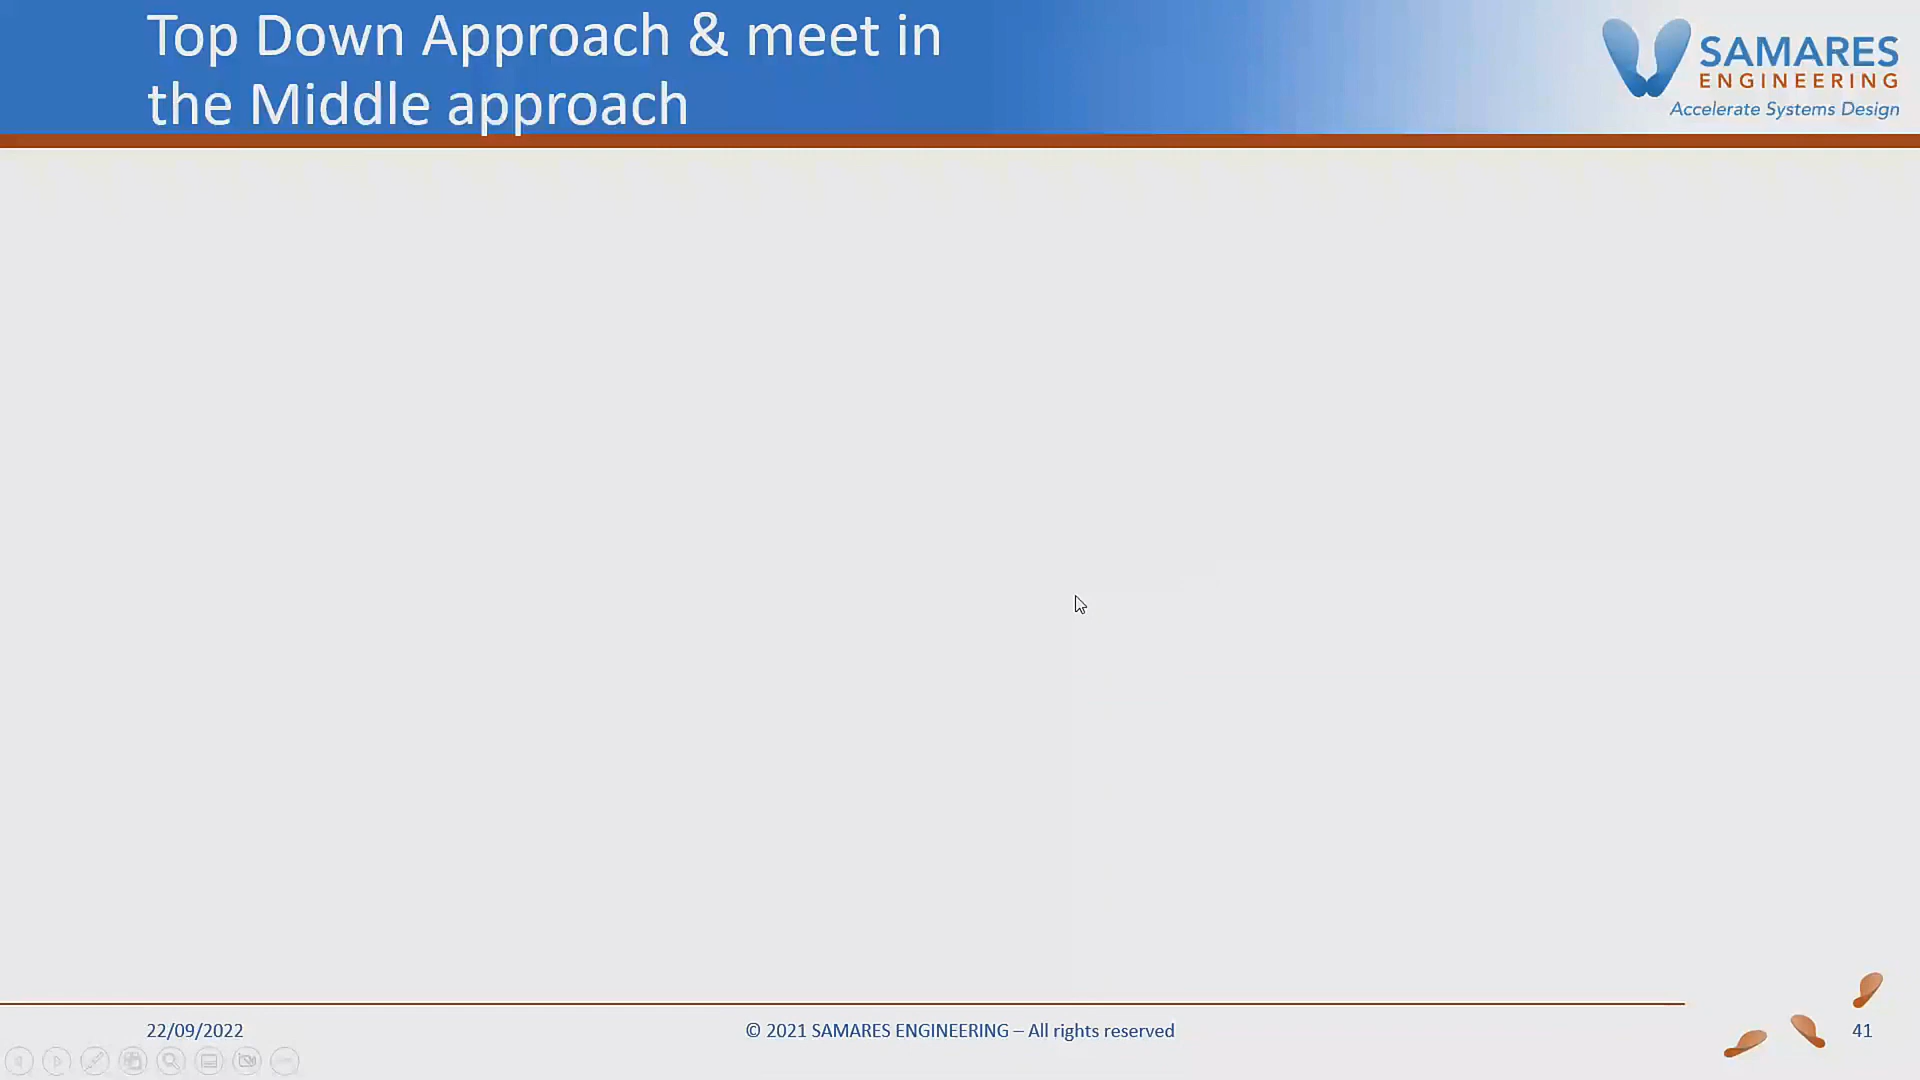 Top Down Approach & meet in
the Middle approach
SAMARES
ENGINEERING
Accelerate Systems Design
22/09/2022
© 2021 SAMARES ENGINEERING – All rights reserved
41